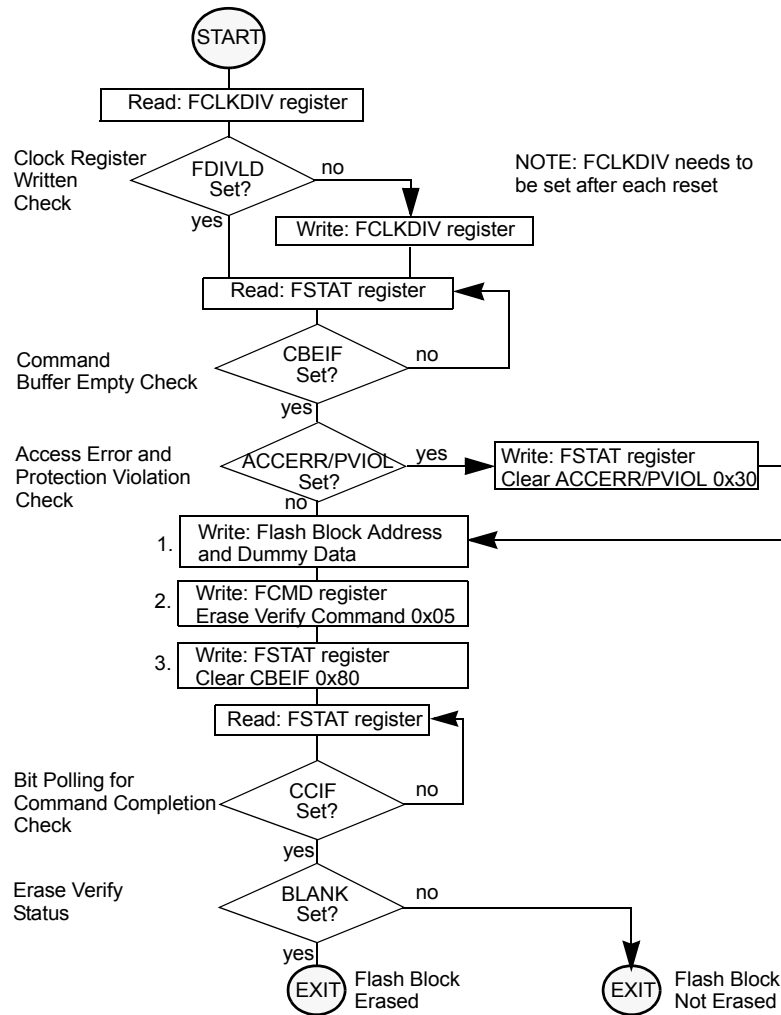 START
Read: FCLKDIV register
Clock Register
Written
Check
FDIVLD
Set?
no
yes
NOTE: FCLKDIV needs to
be set after each reset
Write: FCLKDIV register
Read: FSTAT register
Command
Buffer Empty Check
CBEIF
Set?
no
yes
Access Error and
Protection Violation
Check
ACCERR/PVIOL
Set?
yes
no
Write: FSTAT register
Clear ACCERR/PVIOL 0x30
1.
Write: Flash Block Address
and Dummy Data
2.
Write: FCMD register
Erase Verify Command 0x05
3.
Write: FSTAT register
Clear CBEIF 0x80
Read: FSTAT register
Bit Polling for
Command Completion
Check
CCIF
Set?
no
yes
Erase Verify
Status
BLANK
Set?
no
yes
EXIT
Flash Block
Erased
EXIT
Flash Block
Not Erased